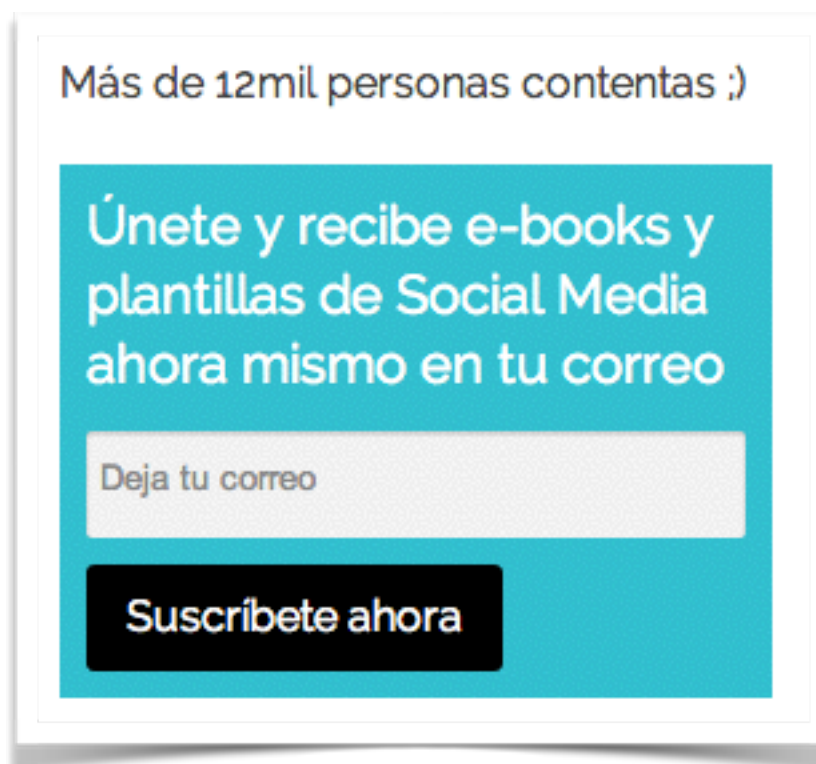 Más de 12mil personas contentas ;)
Únete y recibe e-books y
plantillas de Social Media
ahora mismo en tu correo
Deja tu correo
Suscríbete ahora